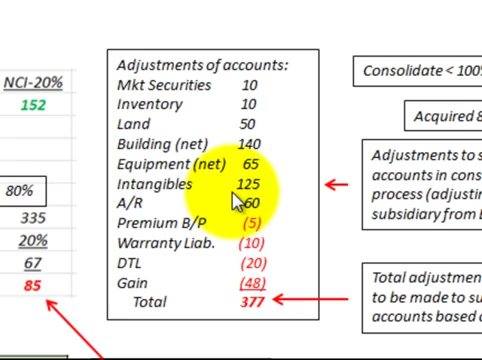 NCI-20%
152
80%
335
20%
67
85
Adjustments of accounts:
Mkt Securities 10
Inventory 10
Land 50
Building (net) 140
Equipment (net) 65
Intangibles 125
A/R 60
Premium B/P (5)
Warranty Liab. (10)
DTL (20)
Gain (48)
Total 377
Consolidate < 100%
Acquired 8
Adjustments to s
accounts in cons
process (adjustin
subsidiary from
Total adjustmen
to be made to su
accounts based